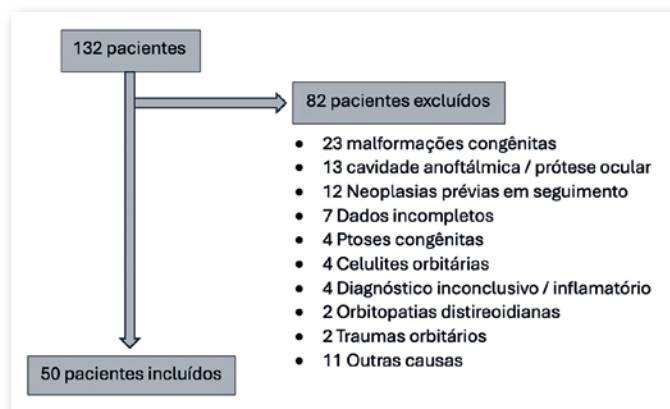 132 pacientes
82 pacientes excluídos
• 23 malformações congênitas
• 13 cavidade anoftálmica / prótese ocular
• 12 Neoplasias prévias em seguimento
• 7 Dados incompletos
• 4 Ptoses congênitas
• 4 Celulites orbitárias
• 4 Diagnóstico inconclusivo / inflamatório
• 2 Orbitopatias distireoidianas
• 2 Traumas orbitários
• 11 Outras causas
50 pacientes incluídos